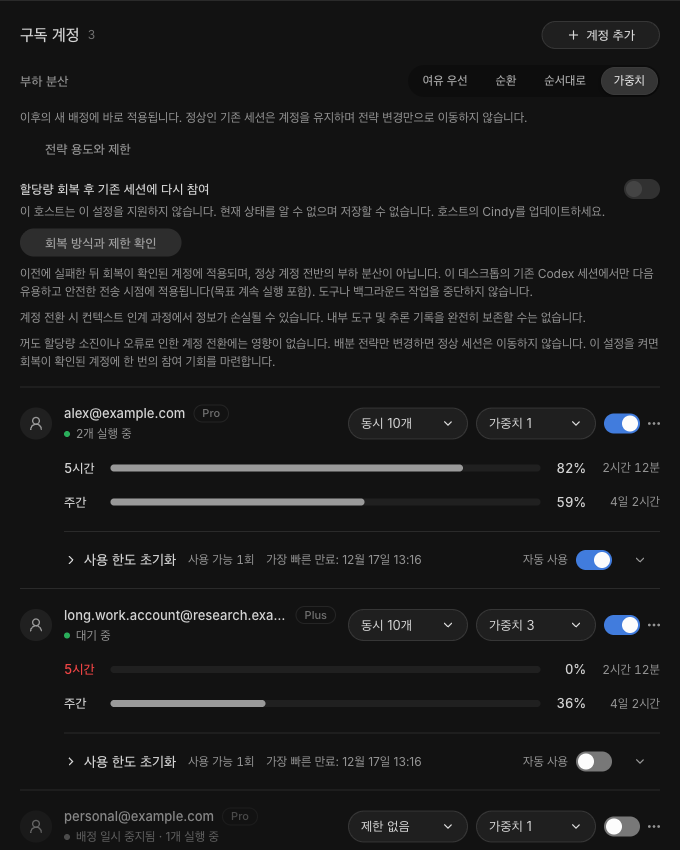 구독 계정 3
+ 계정 추가
부하 분산
여유 우선 순환 순서대로 가중치
이후의 새 배정에 바로 적용됩니다. 정상인 기존 세션은 계정을 유지하며 전략 변경만으로 이동하지 않습니다.
전략 용도와 제한
할당량 회복 후 기존 세션에 다시 참여
이 호스트는 이 설정을 지원하지 않습니다. 현재 상태를 알 수 없으며 저장할 수 없습니다. 호스트의 Cindy를 업데이트하세요.
회복 방식과 제한 확인
이전에 실패한 뒤 회복이 확인된 계정에 적용되며, 정상 계정 전반의 부하 분산이 아닙니다. 이 데스크톱의 기존 Codex 세션에서만 다음
유용하고 안전한 전송 시점에 적용됩니다(목표 계속 실행 포함). 도구나 백그라운드 작업을 중단하지 않습니다.
계정 전환 시 컨텍스트 인계 과정에서 정보가 손실될 수 있습니다. 내부 도구 및 추론 기록을 완전히 보존할 수는 없습니다.
꺼도 할당량 소진이나 오류로 인한 계정 전환에는 영향이 없습니다. 배분 전략만 변경하면 정상 세션은 이동하지 않습니다. 이 설정을 켜면
회복이 확인된 계정에 한 번의 참여 기회를 마련합니다.
alex@example.com Pro
2개 실행 중
동시 10개 가중치 1
5시간 82% 2시간 12분
주간 59% 4일 2시간
사용 한도 초기화 사용 가능 1회 가장 빠른 만료: 12월 17일 13:16 자동 사용
long.work.account@research.exa... Plus
대기 중
동시 10개 가중치 3
5시간 0% 2시간 12분
주간 36% 4일 2시간
사용 한도 초기화 사용 가능 1회 가장 빠른 만료: 12월 17일 13:16 자동 사용
personal@example.com Pro
배정 일시 중지됨 · 1개 실행 중
제한 없음 가중치 1